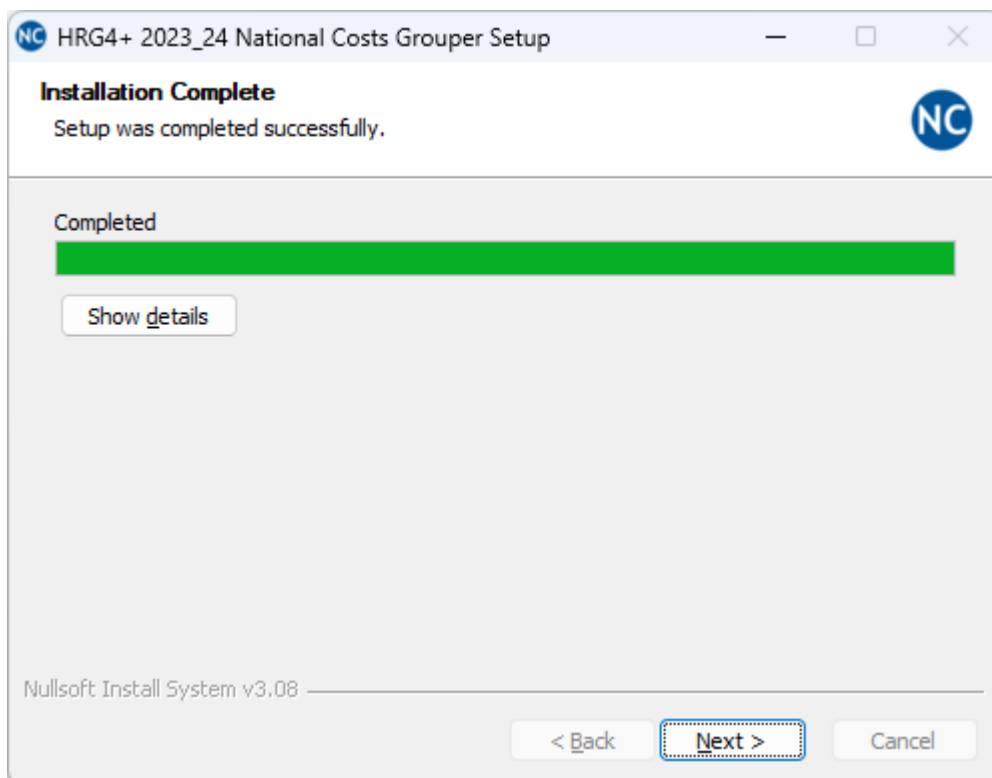 NC HRG4+ 2023_24 National Costs Grouper Setup
Installation Complete
Setup was completed successfully.
NC
Completed
Show details
Nullsoft Install System v3.08
< Back Next > Cancel